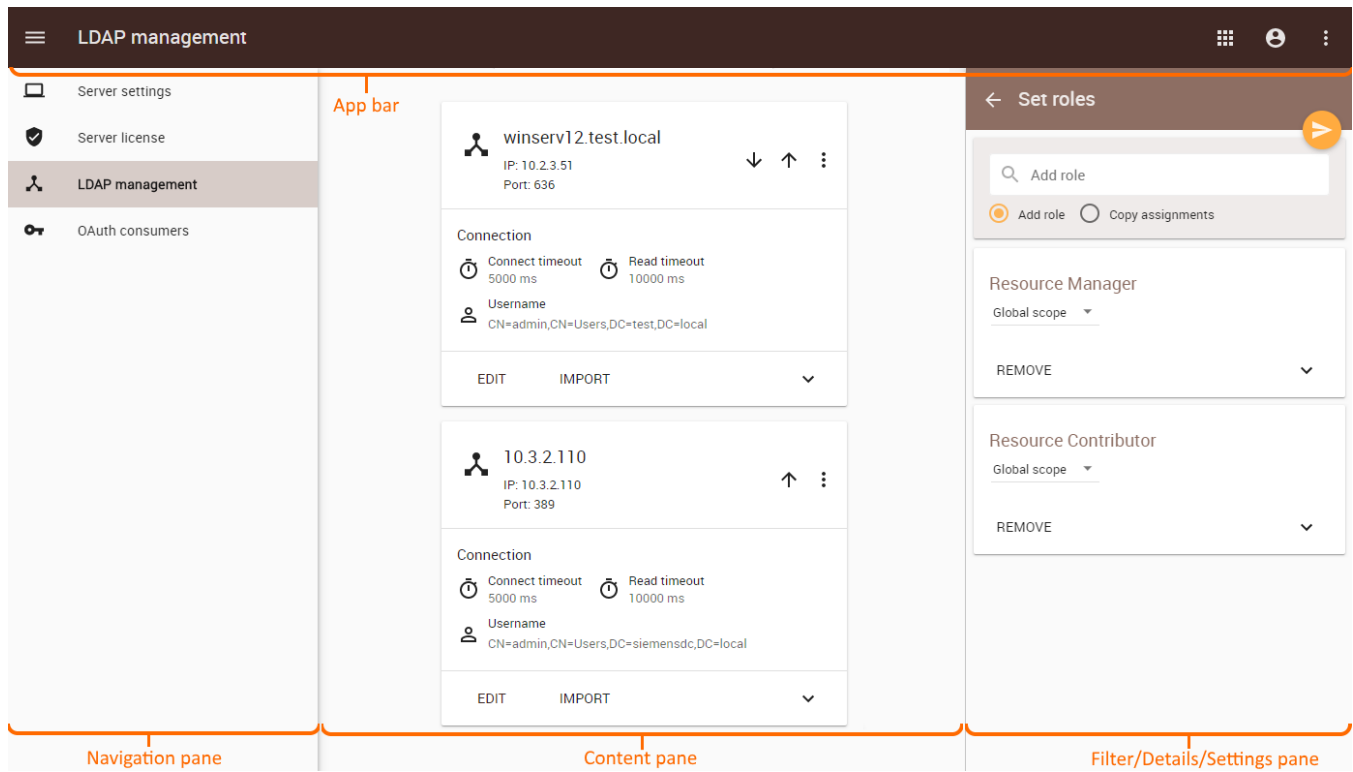 LDAP management
App bar
Server settings
Server license
LDAP management
OAuth consumers
Navigation pane
winserv12.test.local
IP: 10.2.3.51
Port: 636
Connection
Connect timeout
5000 ms
Read timeout
10000 ms
Username
CN=admin,CN=Users,DC=test,DC=local
EDIT IMPORT
10.3.2.110
IP: 10.3.2.110
Port: 389
Connection
Connect timeout
5000 ms
Read timeout
10000 ms
Username
CN=admin,CN=Users,DC=siemensdc,DC=local
EDIT IMPORT
Content pane
Set roles
Add role
Add role Copy assignments
Resource Manager
Global scope
REMOVE
Resource Contributor
Global scope
REMOVE
Filter/Details/Settings pane